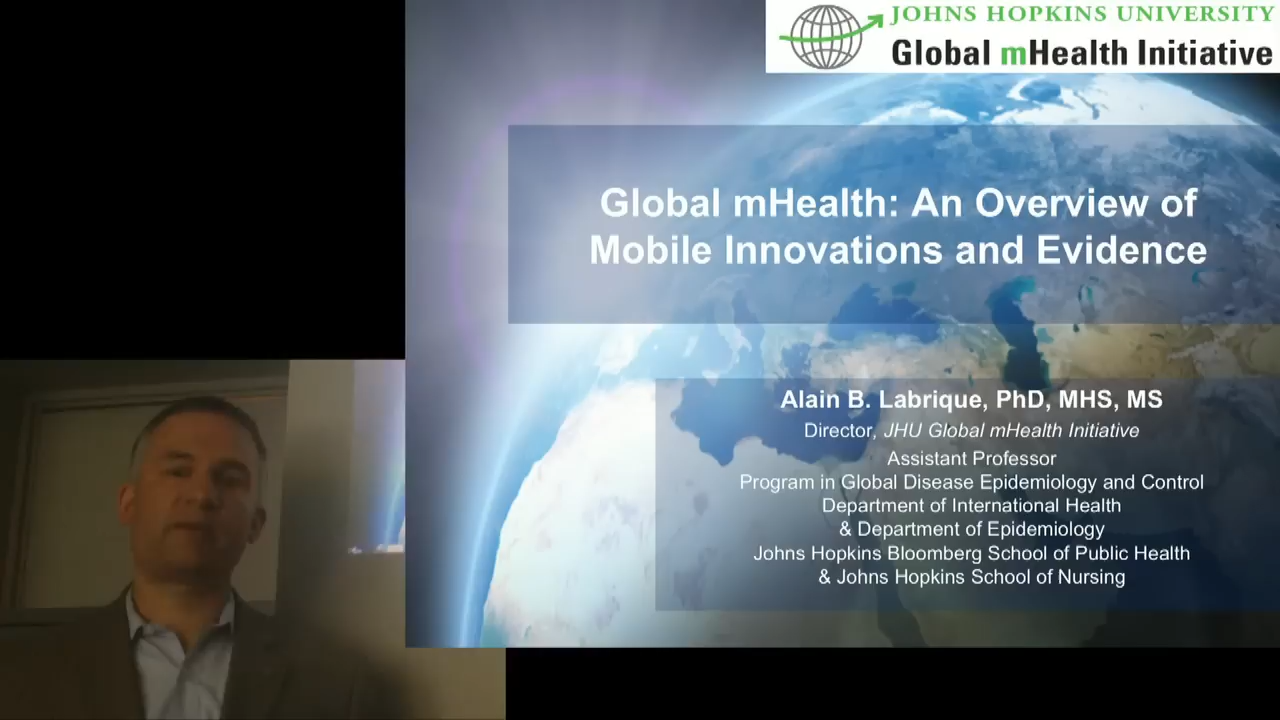 JOHNS HOPKINS UNIVERSITY
Global mHealth Initiative
Global mHealth: An Overview of
Mobile Innovations and Evidence
Alain B. Labrique, PhD, MHS, MS
Director, JHU Global mHealth Initiative
Assistant Professor
Program in Global Disease Epidemiology and Control
Department of International Health
& Department of Epidemiology
Johns Hopkins Bloomberg School of Public Health
& Johns Hopkins School of Nursing